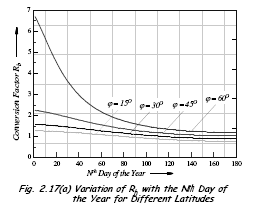 7
6
5
4
3
2
1
0
Conversion Factor R_b
φ=15° φ=30° φ=45° φ=60°
0 20 40 60 80 100 120 140 160 180
Nth Day of the Year
Fig. 2.17(a) Variation of R_b with the Nth Day of
the Year for Different Latitudes